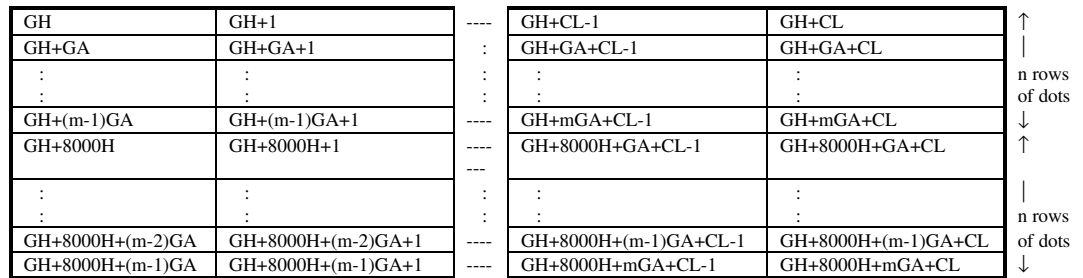 GH GH+1 ---- GH+CL-1 GH+CL ↑
GH+GA GH+GA+1 : GH+GA+CL-1 GH+GA+CL |
: : : : : n rows
: : : : : of dots
GH+(m-1)GA GH+(m-1)GA+1 ---- GH+mGA+CL-1 GH+mGA+CL ↓
GH+8000H GH+8000H+1 ---- GH+8000H+GA+CL-1 GH+8000H+GA+CL ↑
---
: : : : : |
: : : : : n rows
GH+8000H+(m-2)GA GH+8000H+(m-2)GA+1 ---- GH+8000H+(m-1)GA+CL-1 GH+8000H+(m-1)GA+CL of dots
GH+8000H+(m-1)GA GH+8000H+(m-1)GA+1 ---- GH+8000H+mGA+CL-1 GH+8000H+mGA+CL ↓